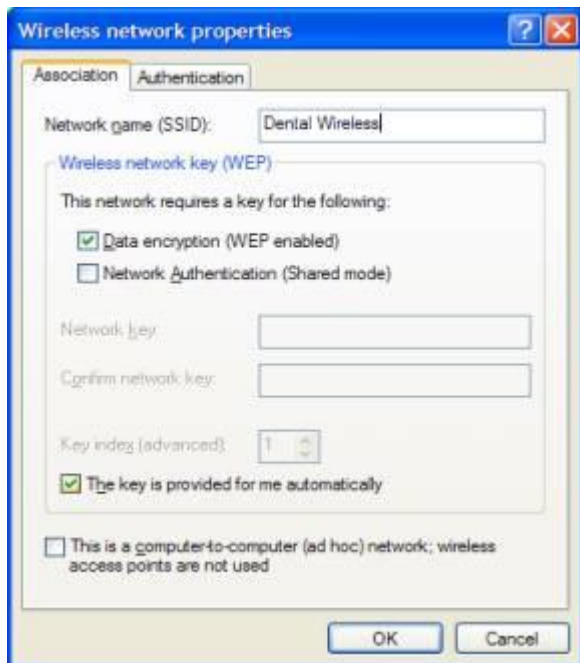 Wireless network properties
Association Authentication
Network name (SSID): Dental Wireless
Wireless network key (WEP)
This network requires a key for the following:
Data encryption (WEP enabled)
Network Authentication (Shared mode)
Network key:
Confirm network key:
Key index (advanced): 1
The key is provided for me automatically
This is a computer-to-computer (ad hoc) network; wireless
access points are not used
OK Cancel